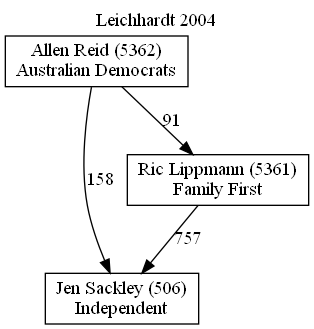 Leichhardt 2004
Allen Reid (5362)
Australian Democrats
91
158
Ric Lippmann (5361)
Family First
757
Jen Sackley (506)
Independent